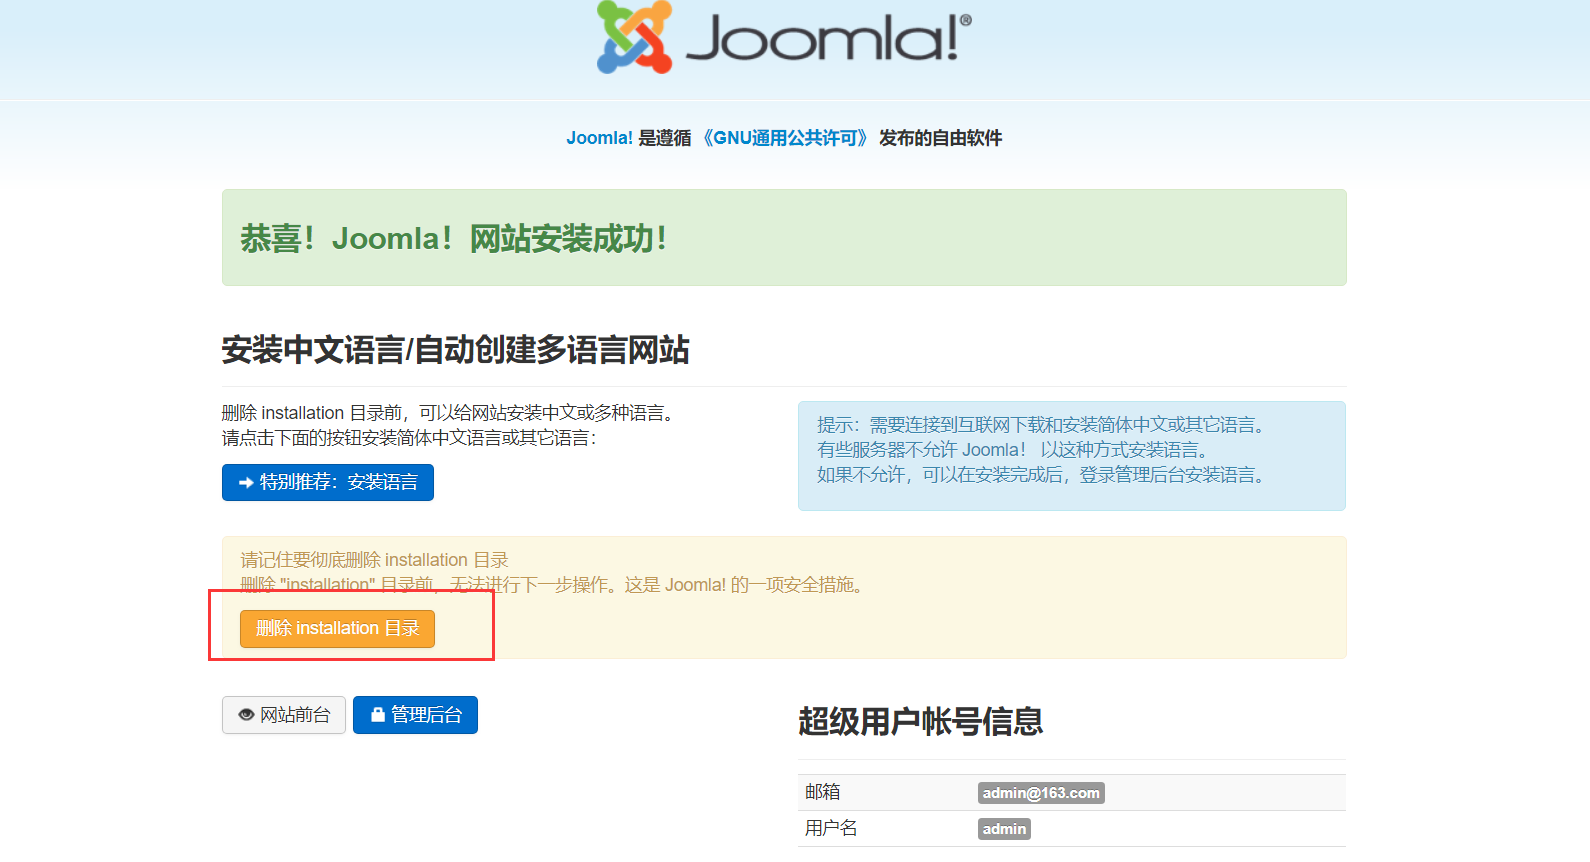 Joomla!®
Joomla! 是遵循 《GNU通用公共许可》 发布的自由软件
恭喜！Joomla！网站安装成功！
安装中文语言/自动创建多语言网站
删除 installation 目录前，可以给网站安装中文或多种语言。
请点击下面的按钮安装简体中文语言或其它语言：
特别推荐：安装语言
提示：需要连接到互联网下载和安装简体中文或其它语言。
有些服务器不允许 Joomla！ 以这种方式安装语言。
如果不允许，可以在安装完成后，登录管理后台安装语言。
请记住要彻底删除 installation 目录
删除 "installation" 目录前，无法进行下一步操作。这是 Joomla! 的一项安全措施。
删除 installation 目录
网站前台 管理后台
超级用户帐号信息
邮箱 admin@163.com
用户名 admin